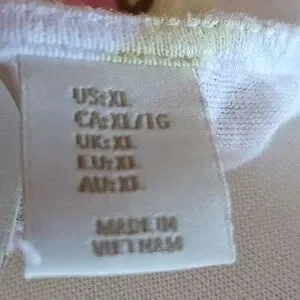 US:XL
CA:XL/TG
UK:XL
EU:XL
AU:XL
MADE IN
VIETNAM